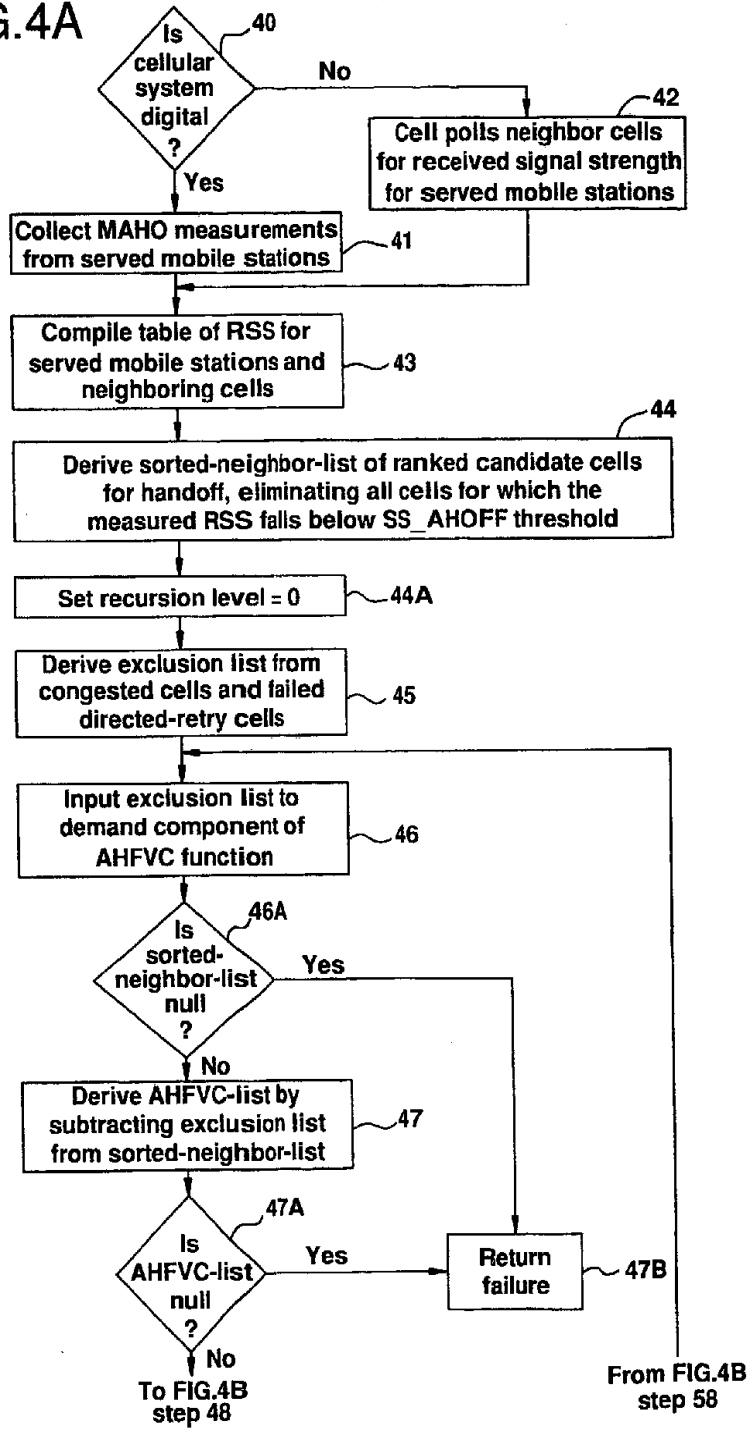 G.4A
40
Is
cellular
system
digital
?
No
Yes
42
Cell polls neighbor cells
for received signal strength
for served mobile stations
Collect MAHO measurements
from served mobile stations
41
Compile table of RSS for
served mobile stations and
neighboring cells
43
44
Derive sorted-neighbor-list of ranked candidate cells
for handoff, eliminating all cells for which the
measured RSS falls below SS_AHOFF threshold
Set recursion level = 0
44A
Derive exclusion list from
congested cells and failed
directed-retry cells
45
Input exclusion list to
demand component of
AHFVC function
46
46A
Is
sorted-
neighbor-list
null
?
Yes
No
Derive AHFVC-list by
subtracting exclusion list
from sorted-neighbor-list
47
47A
Is
AHFVC-list
null
?
Yes
Return
failure
47B
No
To FIG.4B
step 48
From FIG.4B
step 58